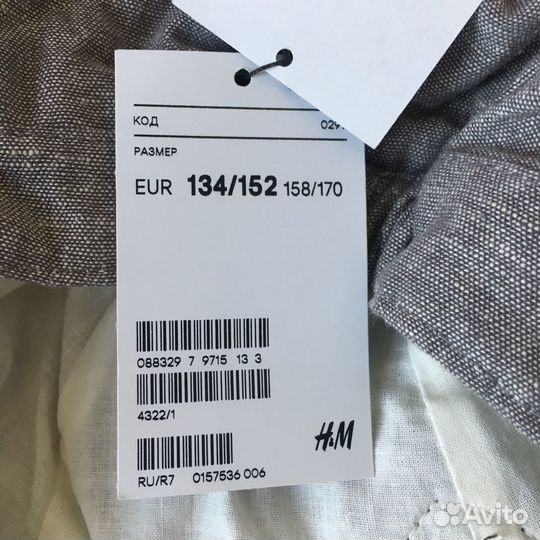 КОД
РАЗМЕР
EUR 134/152 158/170
088329 7 9715 13 3
4322/1
RU/R7 0157536 006
H&M
Avito